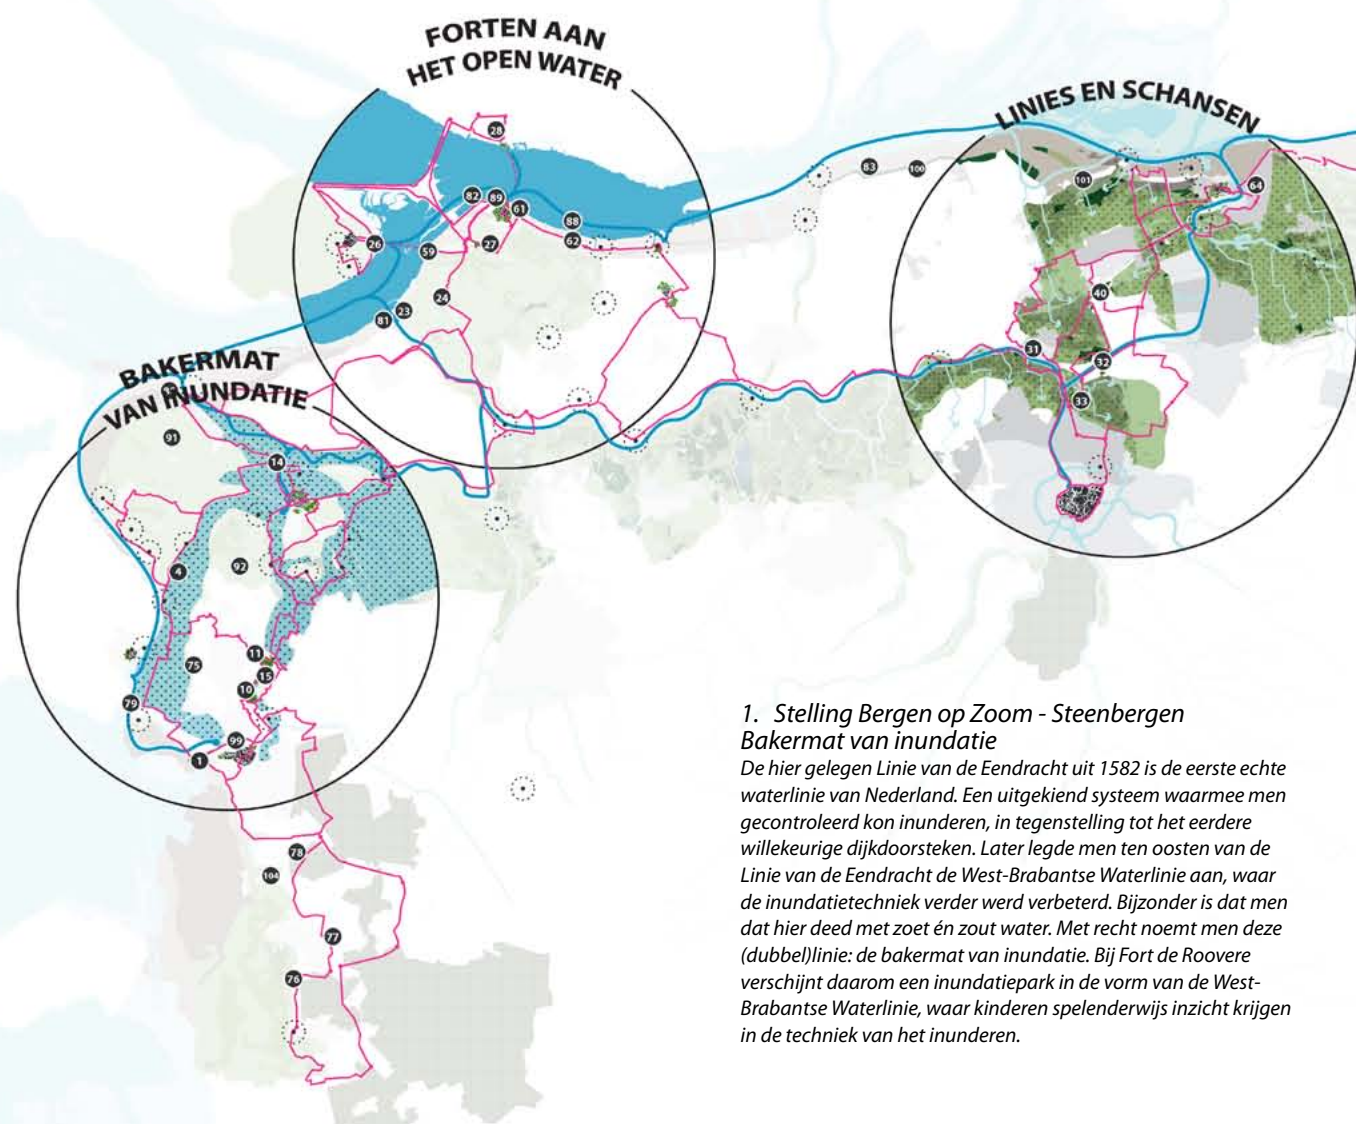 FORTEN AAN
HET OPEN WATER
LINIES EN SCHANSEN
28
83
100
101
64
82
89
61
88
62
26
59
27
24
23
81
40
31
32
33
BAKERMAT
VAN INUNDATIE
91
14
4
92
11
75
15
10
79
99
1
78
104
77
76
1. Stelling Bergen op Zoom - Steenbergen
Bakermat van inundatie
De hier gelegen Linie van de Eendracht uit 1582 is de eerste echte
waterlinie van Nederland. Een uitgekiend systeem waarmee men
gecontroleerd kon inunderen, in tegenstelling tot het eerdere
willekeurige dijkdoorsteken. Later legde men ten oosten van de
Linie van de Eendracht de West-Brabantse Waterlinie aan, waar
de inundatietechniek verder werd verbeterd. Bijzonder is dat men
dat hier deed met zoet én zout water. Met recht noemt men deze
(dubbel)linie: de bakermat van inundatie. Bij Fort de Roovere
verschijnt daarom een inundatiepark in de vorm van de West-
Brabantse Waterlinie, waar kinderen spelenderwijs inzicht krijgen
in de techniek van het inunderen.